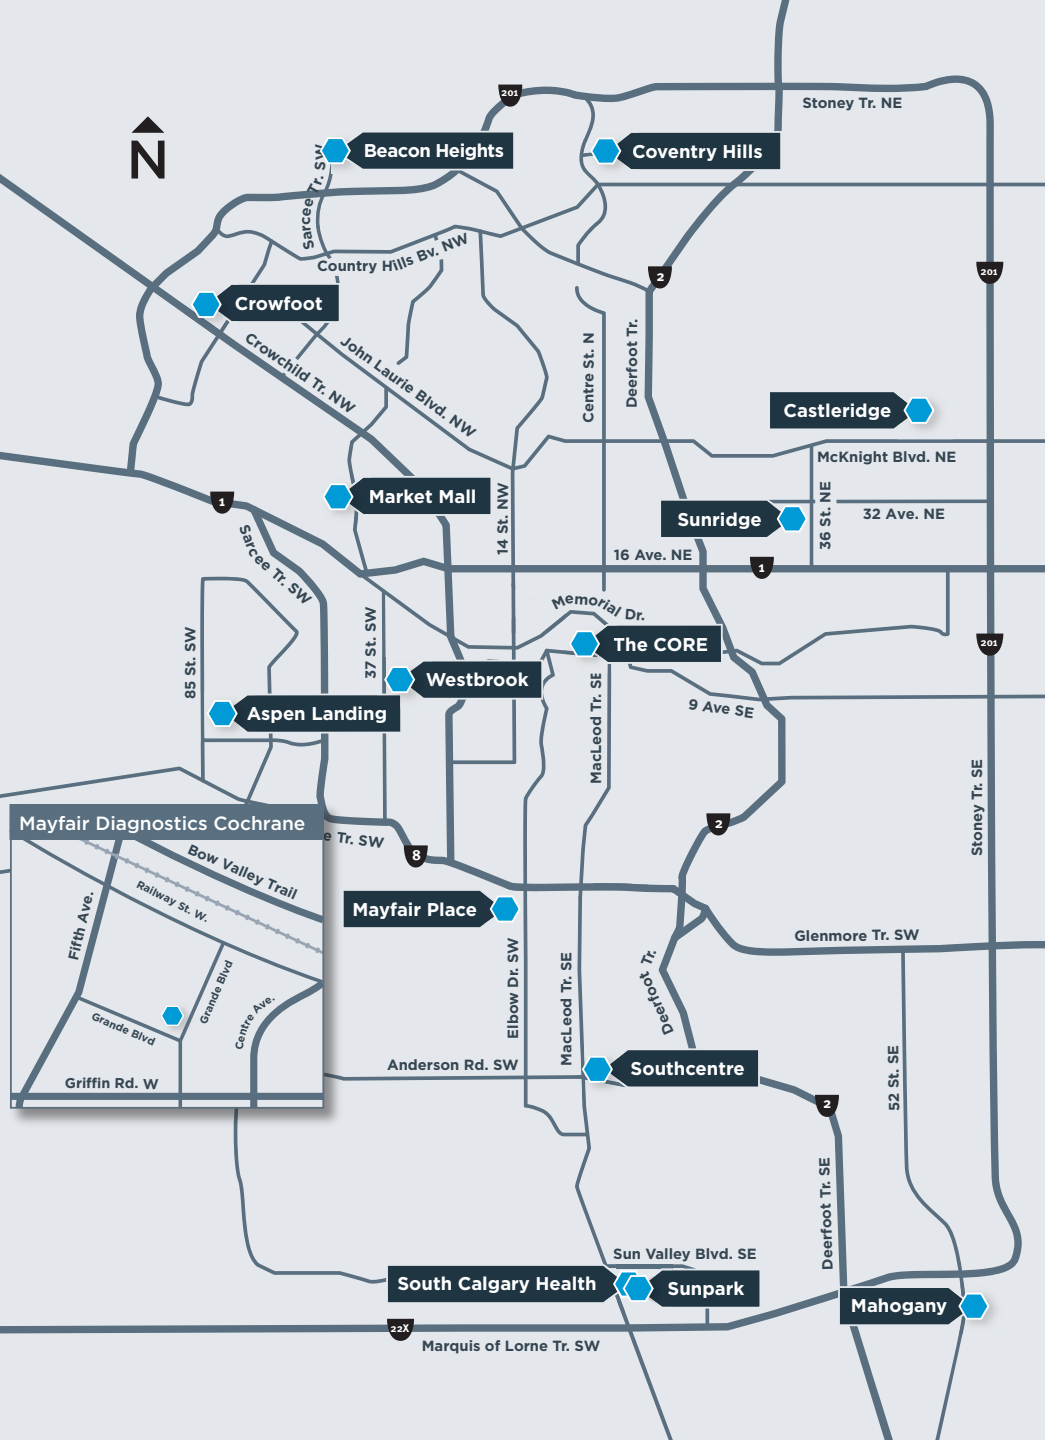 201
Stoney Tr. NE
N
Beacon Heights
Coventry Hills
Sarcee Tr. SW
Country Hills Bv. NW
2
201
Crowfoot
Crowchild Tr. NW
John Laurie Blvd. NW
Centre St. N
Deerfoot Tr.
Castleridge
McKnight Blvd. NE
Market Mall
1
14 St. NW
Sunridge
36 St. NE
32 Ave. NE
16 Ave. NE
1
Sarcee Tr. SW
Memorial Dr.
85 St. SW
37 St. SW
The CORE
201
Westbrook
MacLeod Tr. SE
9 Ave SE
Aspen Landing
Stoney Tr. SE
Mayfair Diagnostics Cochrane
e Tr. SW
2
8
Bow Valley Trail
Railway St. W.
Fifth Ave.
Grande Blvd
Centre Ave.
Grande Blvd
Griffin Rd. W
Mayfair Place
Glenmore Tr. SW
Elbow Dr. SW
MacLeod Tr. SE
Deerfoot Tr.
Anderson Rd. SW
Southcentre
52 St. SE
2
Deerfoot Tr. SE
Sun Valley Blvd. SE
South Calgary Health
Sunpark
Mahogany
22X
Marquis of Lorne Tr. SW